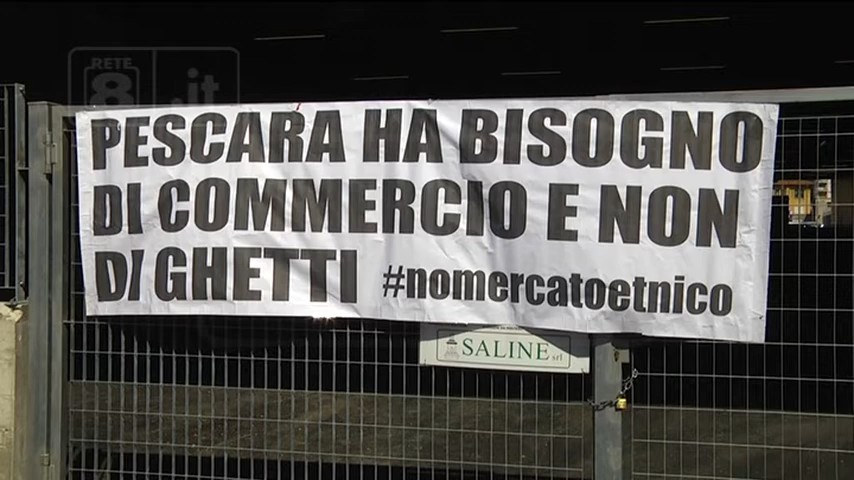 RETE
8 .it
PESCARA HA BISOGNO
DI COMMERCIO E NON
DI GHETTI #nomercatoetnico
SALINE srl